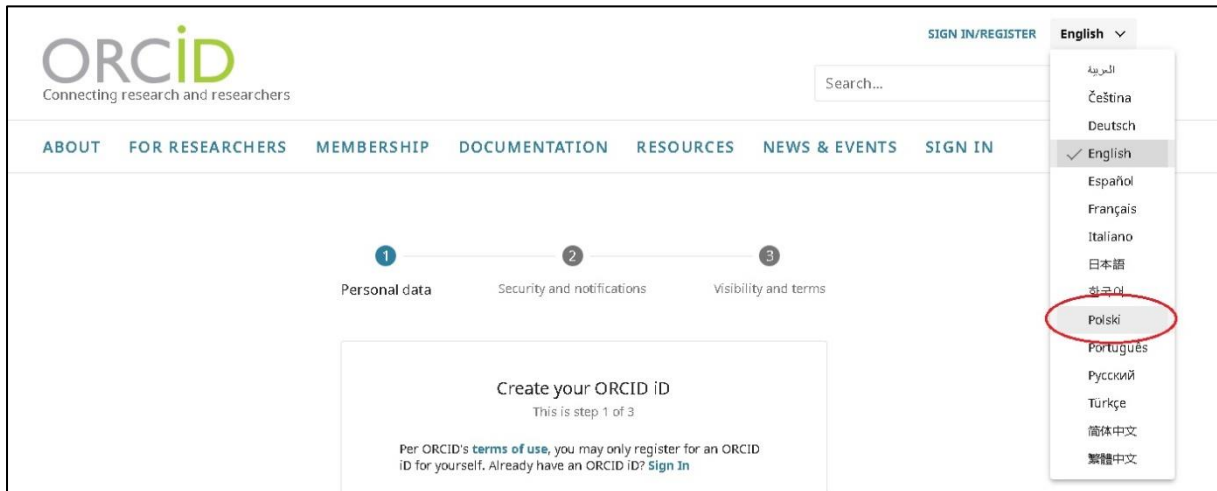 SIGN IN/REGISTER
English
ORCID
Connecting research and researchers
Search...
ABOUT FOR RESEARCHERS MEMBERSHIP DOCUMENTATION RESOURCES NEWS & EVENTS SIGN IN
العربية
Čeština
Deutsch
English
Español
Français
Italiano
日本語
한국어
Polski
Português
Русский
Türkçe
简体中文
繁體中文
1 2 3
Personal data Security and notifications Visibility and terms
Create your ORCID iD
This is step 1 of 3
Per ORCID's terms of use, you may only register for an ORCID
iD for yourself. Already have an ORCID iD? Sign In